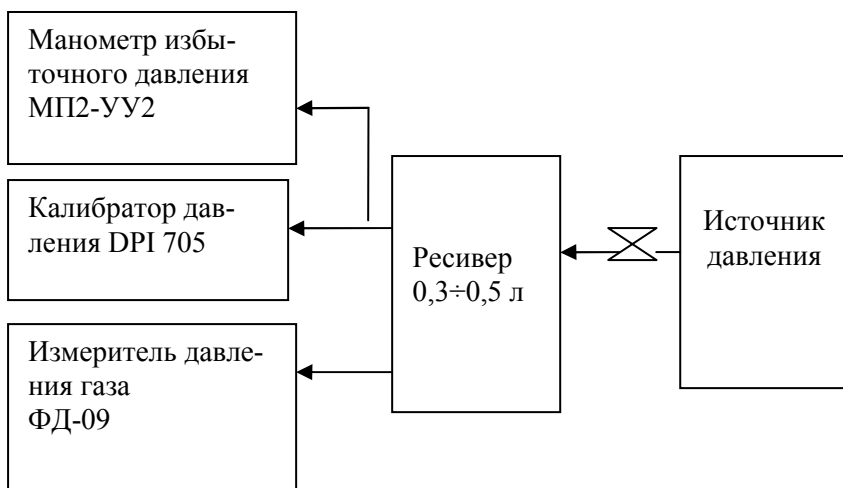 Манометр избы-
точного давления
МП2-УУ2
Калибратор дав-
ления DPI 705
Измеритель давле-
ния газа
ФД-09
Ресивер
0,3÷0,5 л
Источник
давления